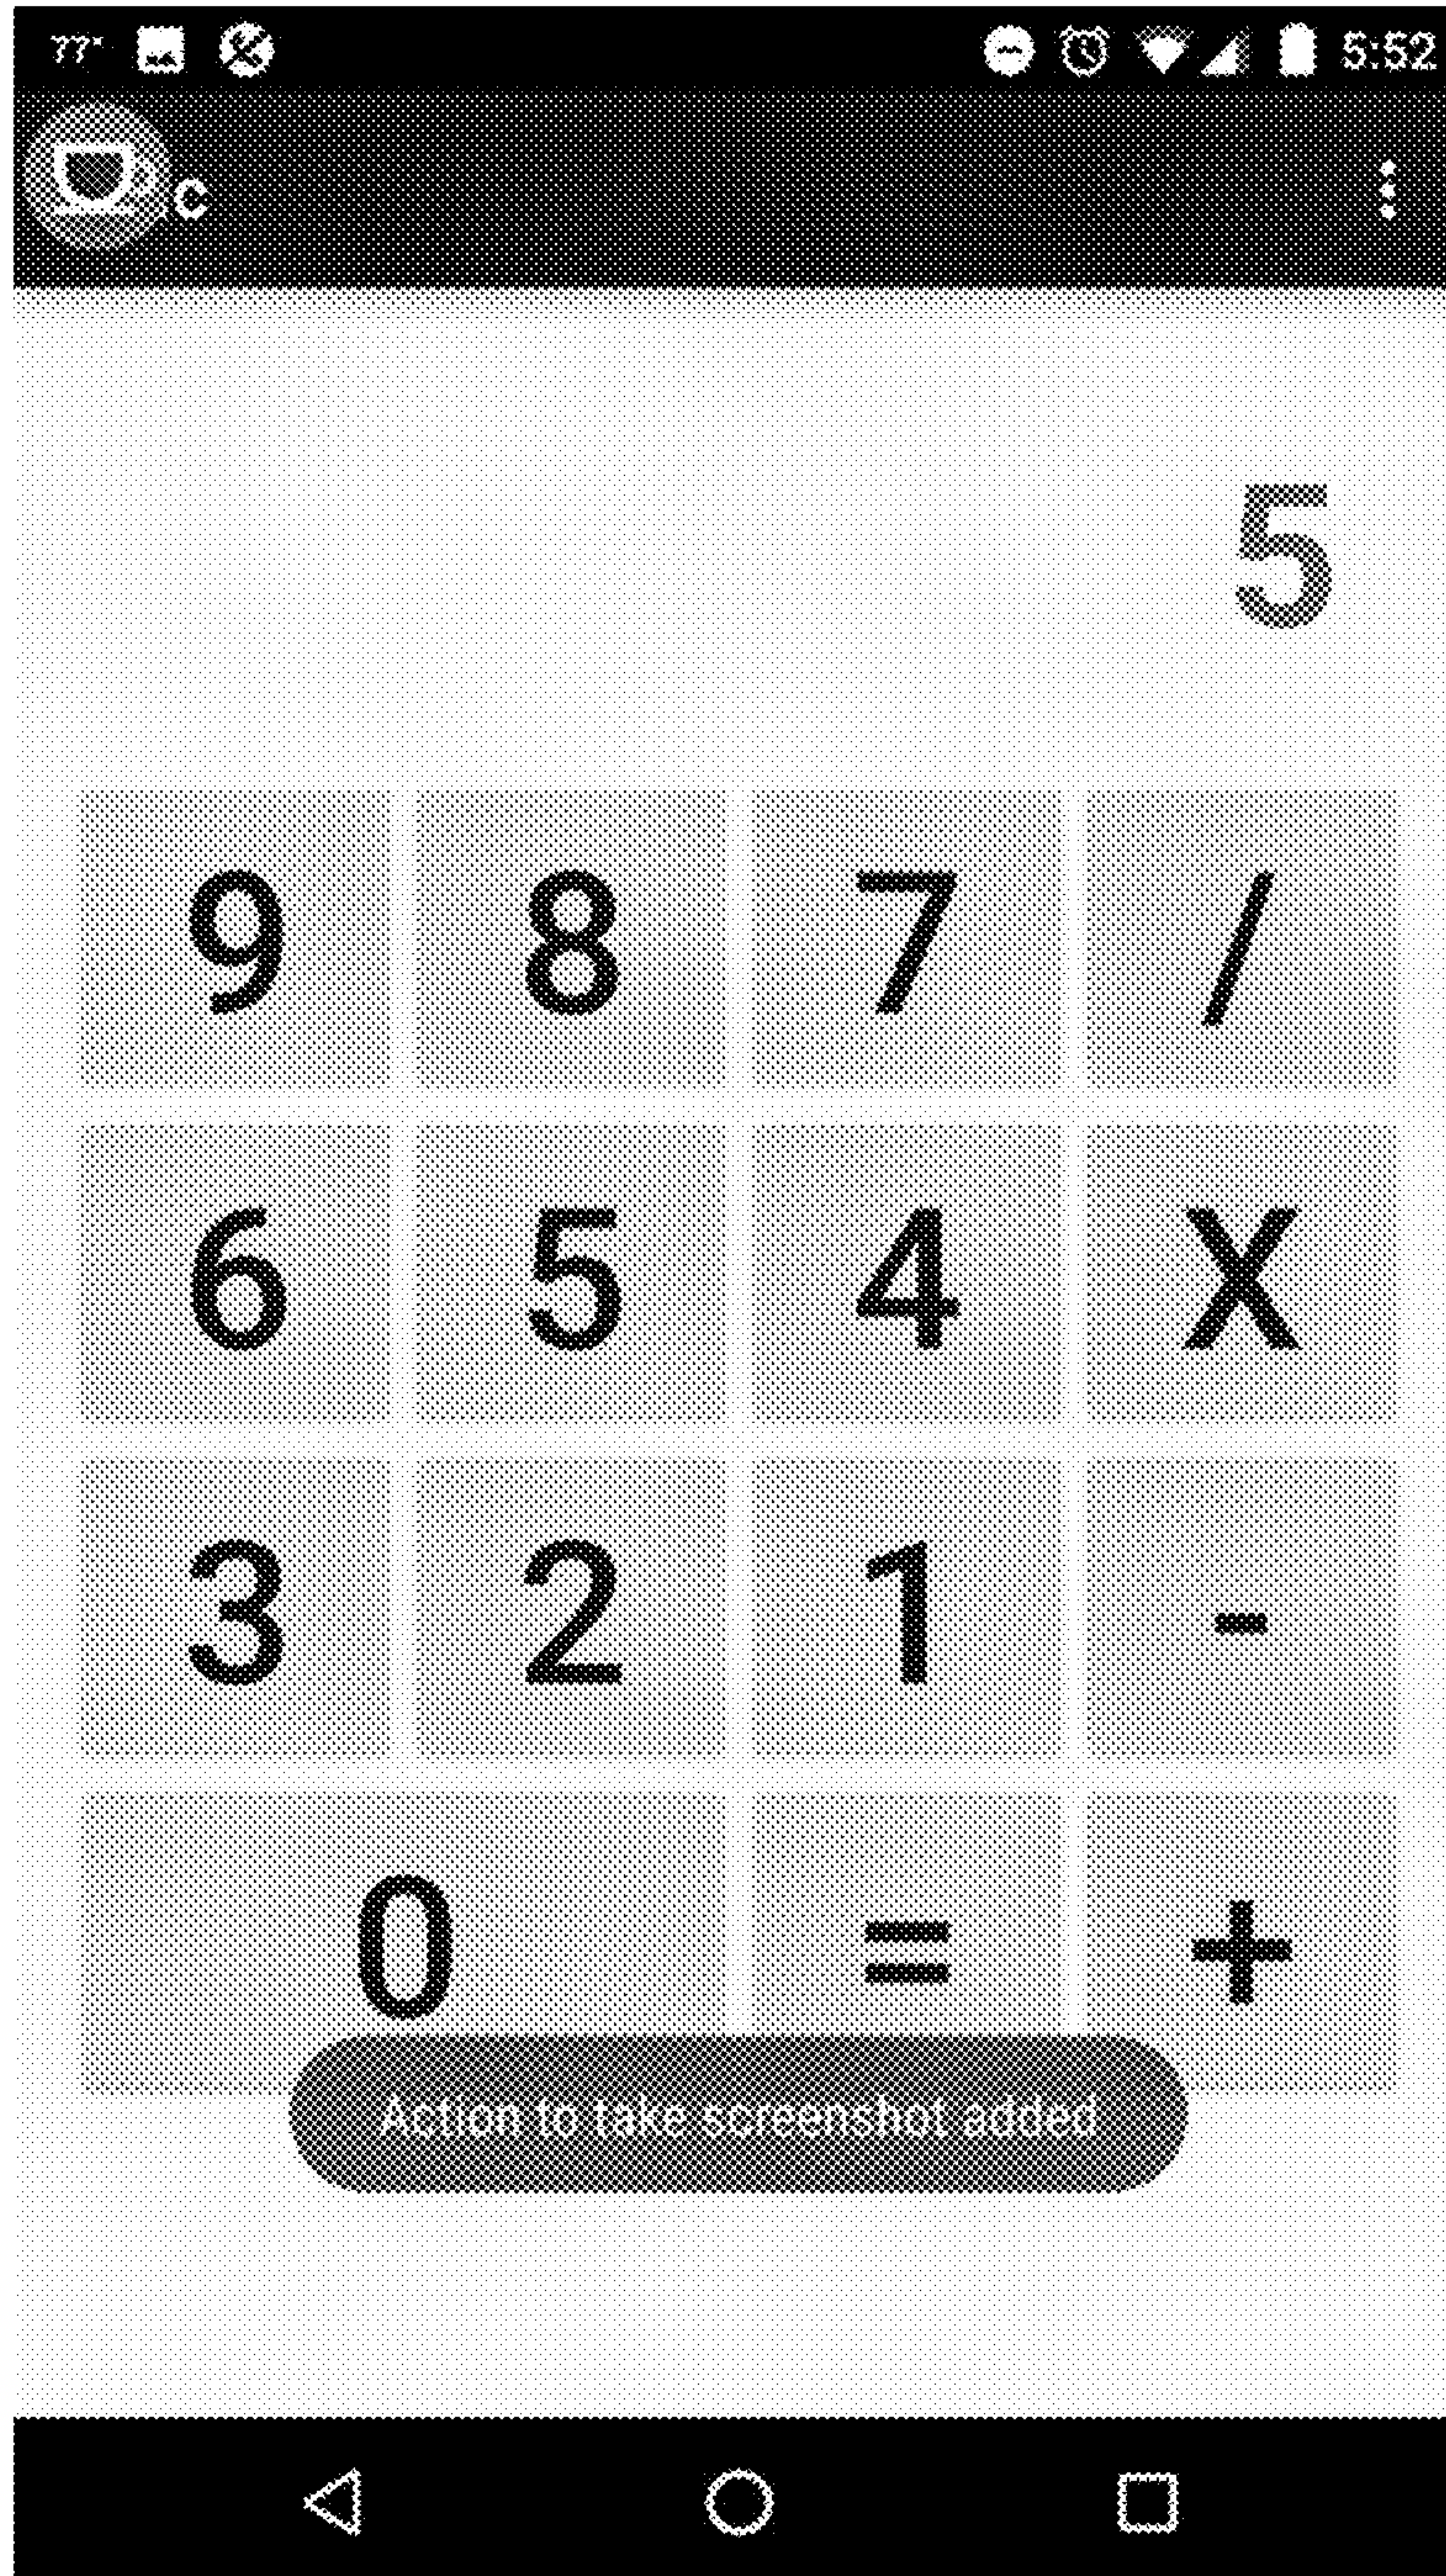 77° 5:52
c
5
9 8 7 /
6 5 4 X
3 2 1 -
0 = +
Action to take screenshot added